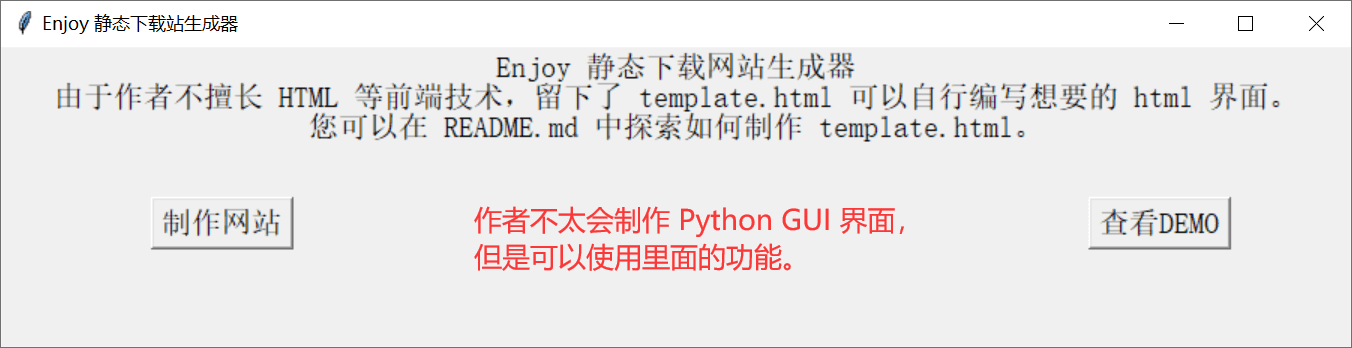 Enjoy 静态下载站生成器
Enjoy 静态下载网站生成器
由于作者不擅长 HTML 等前端技术，留下了 template.html 可以自行编写想要的 html 界面。
您可以在 README.md 中探索如何制作 template.html。
制作网站
作者不太会制作 Python GUI 界面，
但是可以使用里面的功能。
查看DEMO